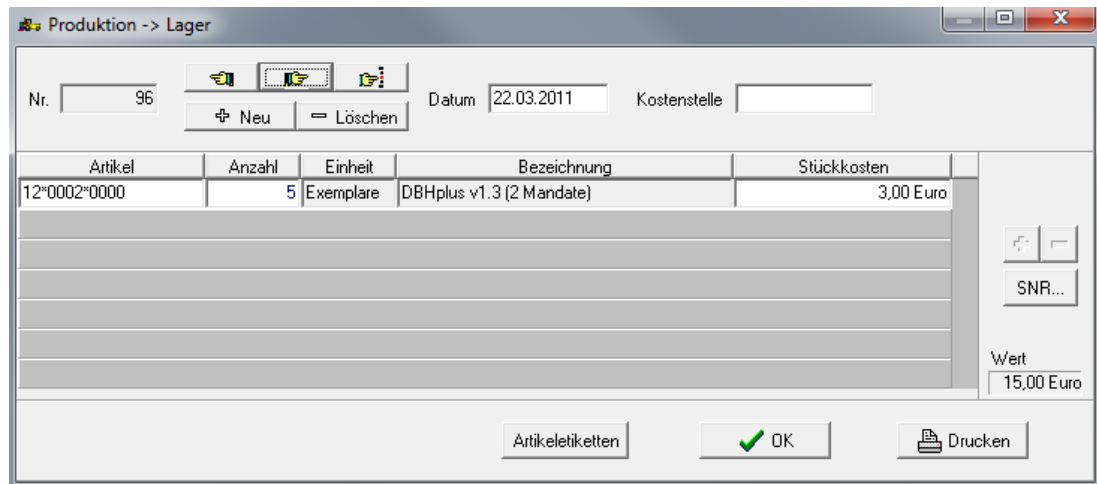 Produktion -> Lager
Nr. 96 Datum 22.03.2011 Kostenstelle
Neu Löschen
Artikel Anzahl Einheit Bezeichnung Stückkosten
12*0002*0000 5 Exemplare DBHplus v1.3 (2 Mandate) 3,00 Euro
SNR...
Wert
15,00 Euro
Artikeletiketten OK Drucken